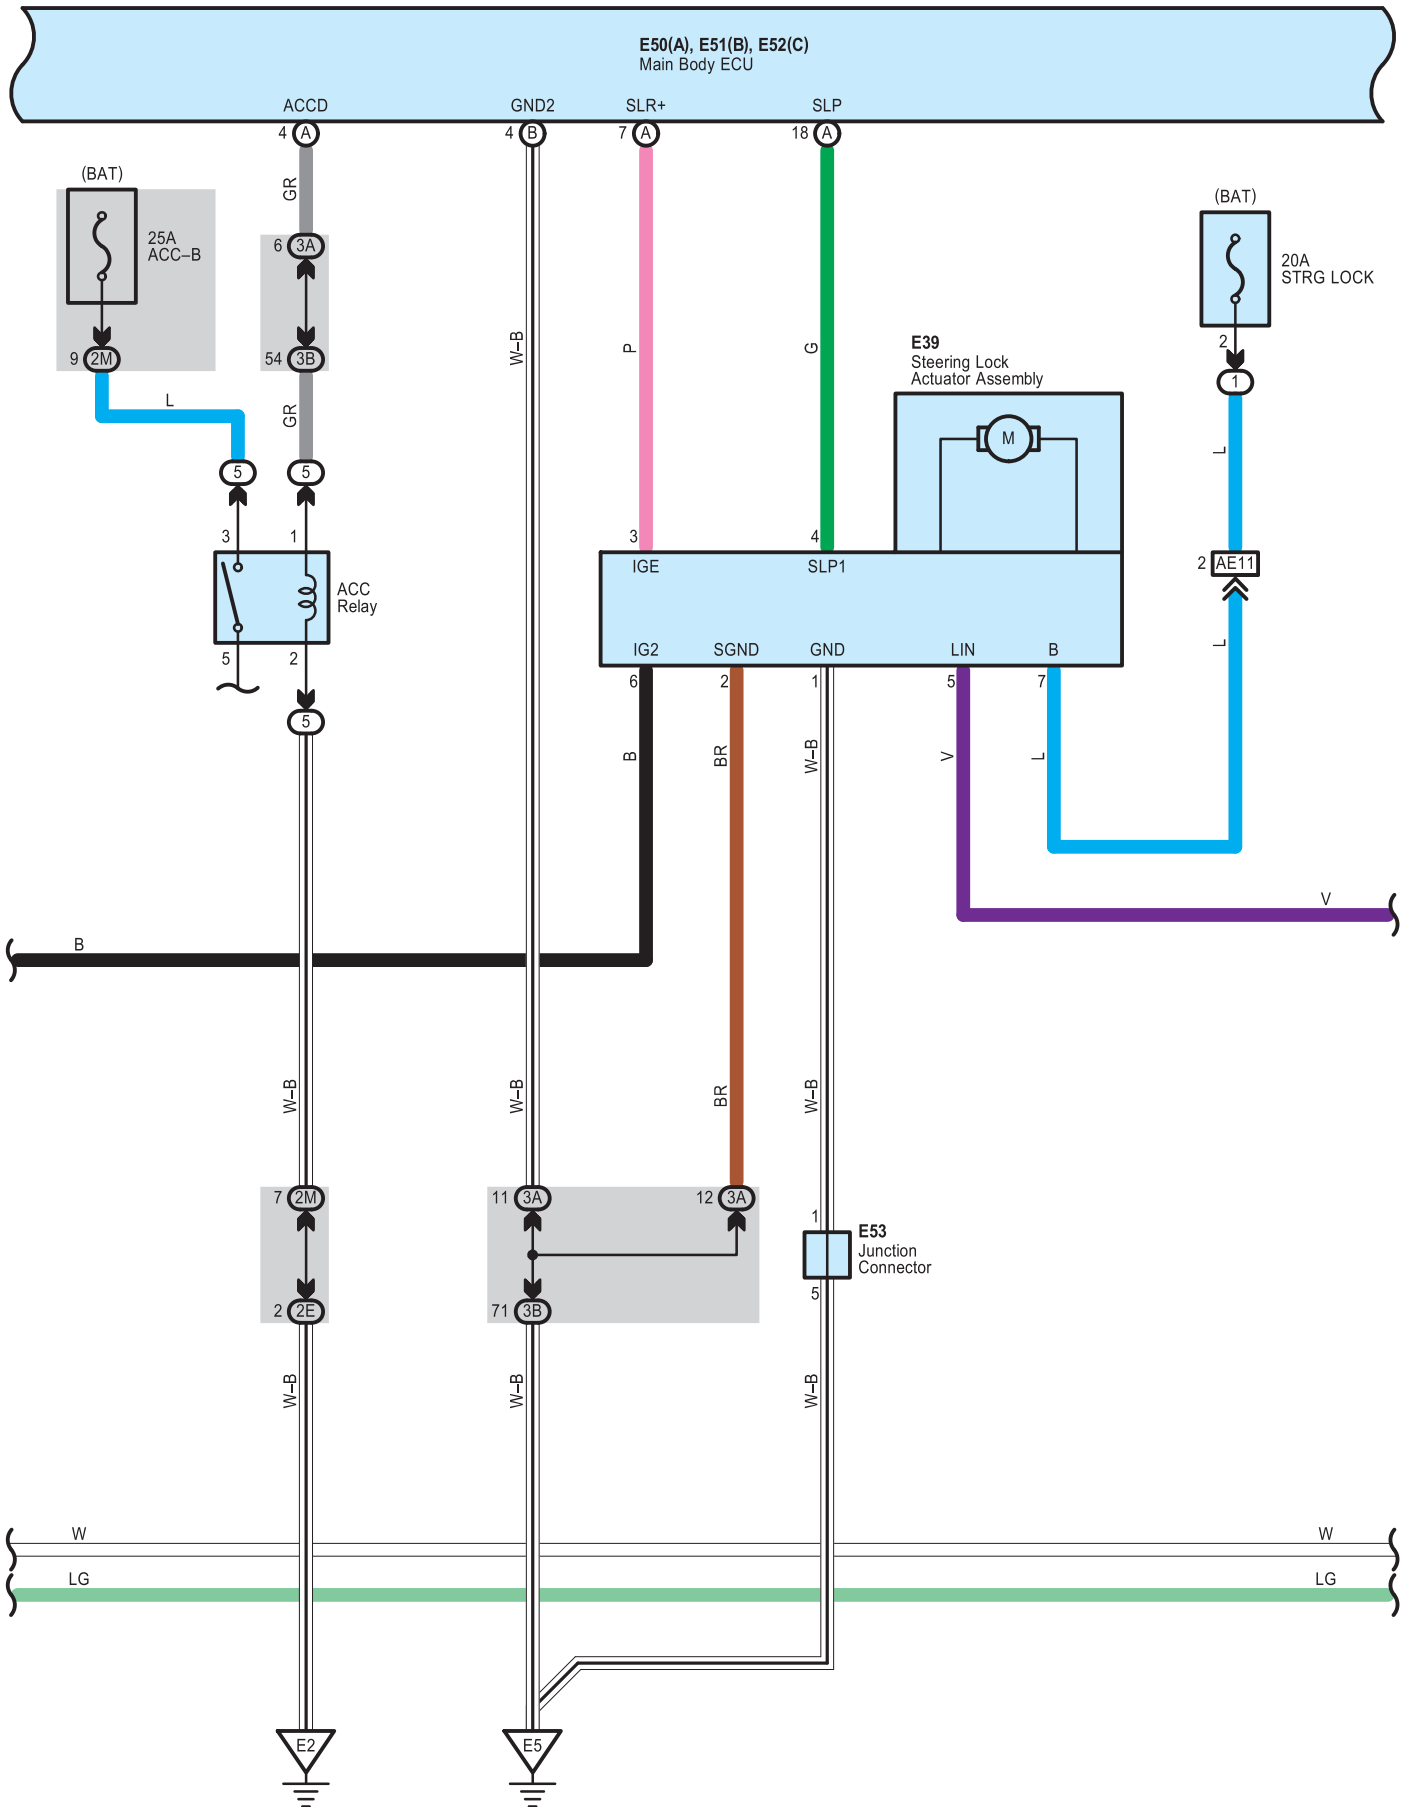 E50(A), E51(B), E52(C)
Main Body ECU
ACCD GND2 SLR+ SLP
4 A 4 B 7 A 18 A
(BAT)
25A
ACC–B
9 2M
L
GR
6 3A
54 3B
GR
5 5
3 1
ACC
Relay
5 2
5
W–B
P
G
(BAT)
20A
STRG LOCK
2
1
L
2 AE11
L
E39
Steering Lock
Actuator Assembly
M
3 4
IGE SLP1
IG2 SGND GND LIN B
6 2 1 5 7
B BR W–B V L
V
B
W–B W–B BR W–B
7 2M 11 3A 12 3A
1
E53
Junction
Connector
5
2 2E 71 3B
W–B W–B W–B
W W
LG LG
E2 E5